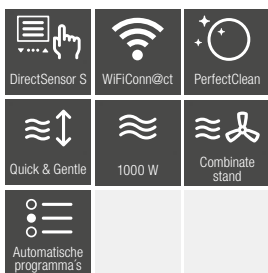 DirectSensor S
WiFiConn@ct
PerfectClean
Quick & Gentle
1000 W
Combinate
stand
Automatische
programma´s